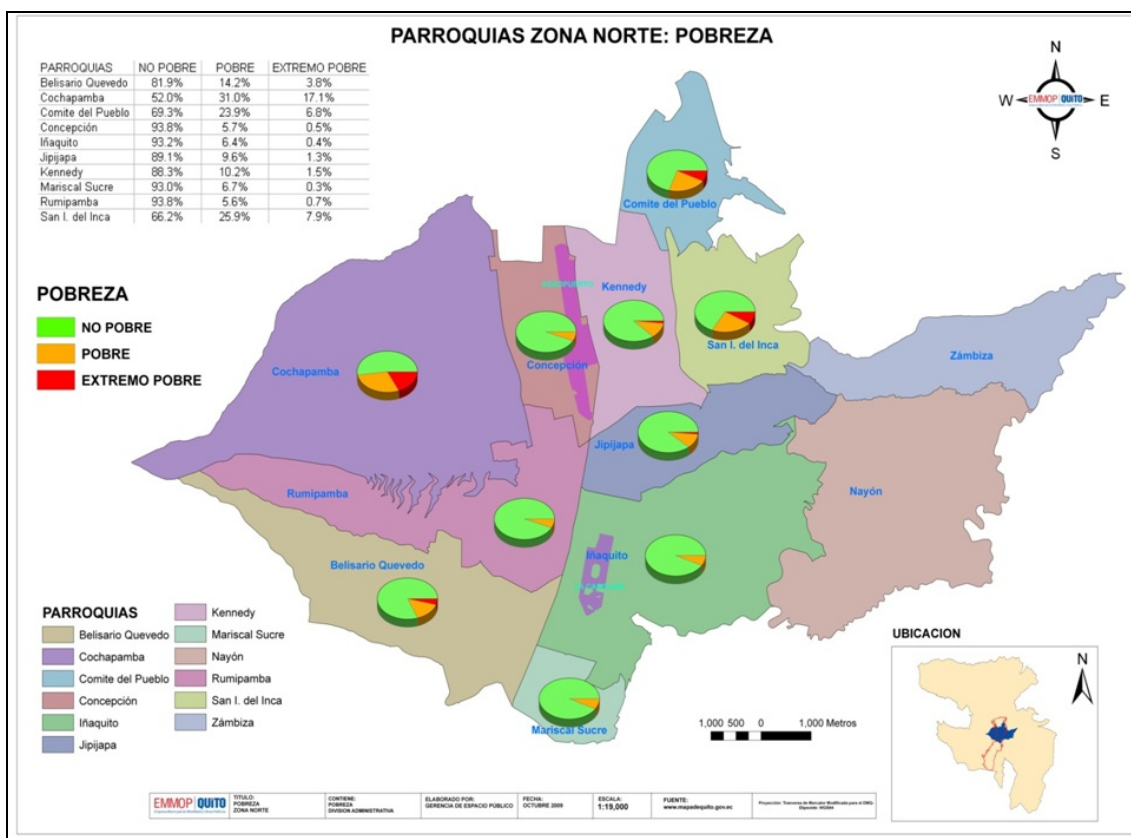 PARROQUIAS ZONA NORTE: POBREZA
PARROQUIAS NO POBRE POBRE EXTREMO POBRE
Belisario Quevedo 81.9% 14.2% 3.8%
Cochapamba 52.0% 31.0% 17.1%
Comite del Pueblo 69.3% 23.9% 6.8%
Concepción 93.8% 5.7% 0.5%
Iñaquito 93.2% 6.4% 0.4%
Jipijapa 89.1% 9.6% 1.3%
Kennedy 88.3% 10.2% 1.5%
Mariscal Sucre 93.0% 6.7% 0.3%
Rumipamba 93.8% 5.6% 0.7%
San I. del Inca 66.2% 25.9% 7.9%
N
W EMMOP QUITO E
S
POBREZA
NO POBRE
POBRE
EXTREMO POBRE
Comite del Pueblo
AEROPUERTO
Kennedy
San I. del Inca
Concepción
Cochapamba
Zámbiza
Jipijapa
Rumipamba
Nayón
Iñaquito
Belisario Quevedo
Mariscal Sucre
PARROQUIAS
Belisario Quevedo
Cochapamba
Comite del Pueblo
Concepción
Iñaquito
Jipijapa
Kennedy
Mariscal Sucre
Nayón
Rumipamba
San I. del Inca
Zámbiza
1,000 500 0 1,000 Metros
UBICACION
N
EMMOP QUITO
TITULO:
POBREZA
ZONA NORTE
CONTIENE:
POBREZA
DIVISION ADMINISTRATIVA
ELABORADO POR:
GERENCIA DE ESPACIO PÚBLICO
FECHA:
OCTUBRE 2009
ESCALA:
1:19,000
FUENTE:
www.mapadequito.gov.ec